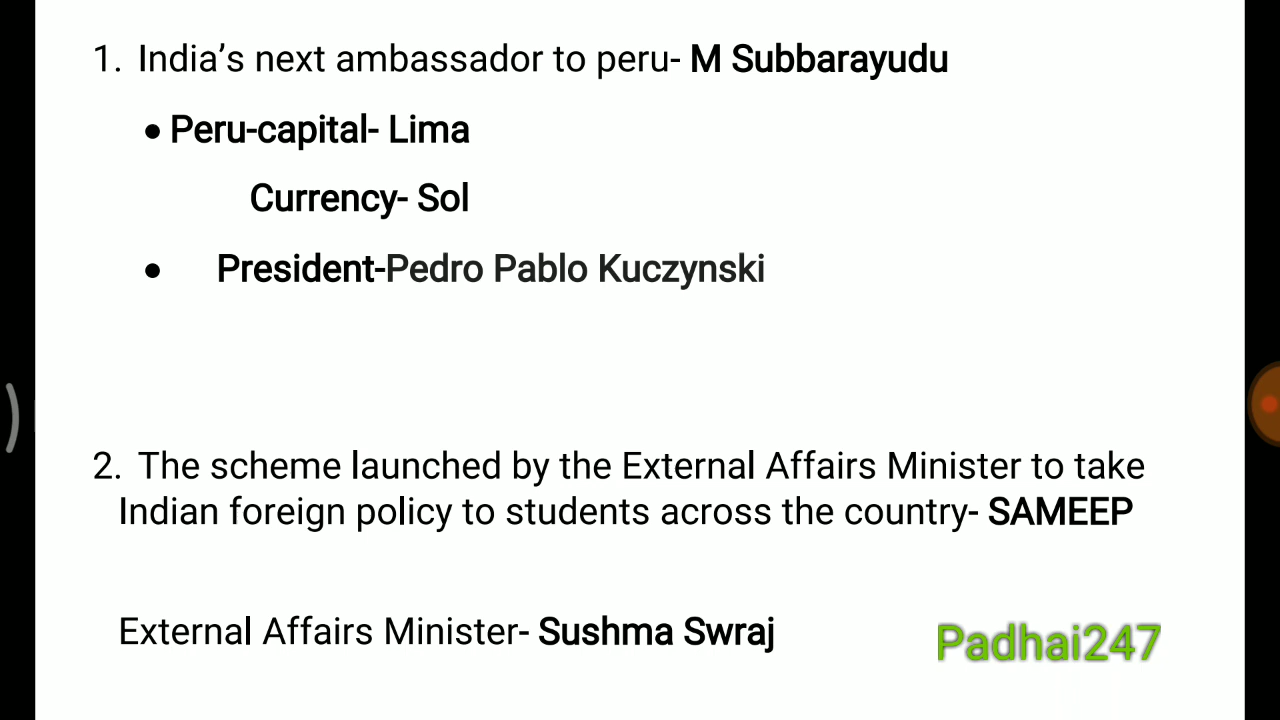 1. India’s next ambassador to peru- M Subbarayudu
• Peru-capital- Lima
Currency- Sol
• President-Pedro Pablo Kuczynski
2. The scheme launched by the External Affairs Minister to take
Indian foreign policy to students across the country- SAMEEP
External Affairs Minister- Sushma Swraj
Padhai247